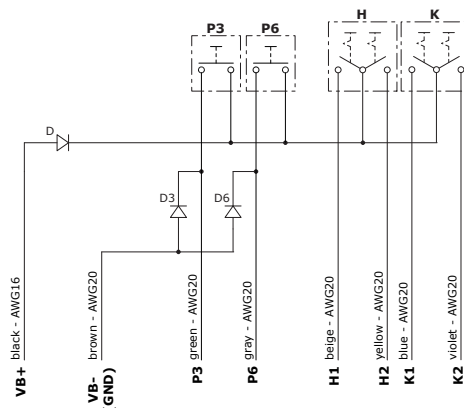 P3
P6
H
K
D
D3
D6
black - AWG16
VB+
brown - AWG20
VB-
(GND)
green - AWG20
P3
gray - AWG20
P6
beige - AWG20
H1
yellow - AWG20
H2
blue - AWG20
K1
violet - AWG20
K2